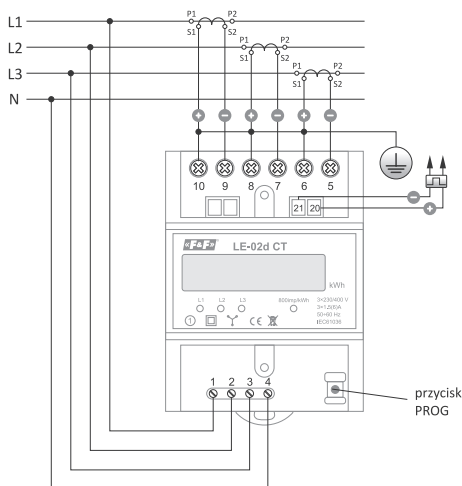 L1
P1 P2
S1 S2
L2
P1 P2
S1 S2
L3
P1 P2
S1 S2
N
+ − + − + −
10 9 8 7 6 5
21 20
−
+
«F&F»
LE-02d CT
kWh
L1 L2 L3
800imp/kWh
3×230/400 V
3×1,5(6)A
50÷60 Hz
IEC61036
1
CE
1 2 3 4
przycisk
PROG